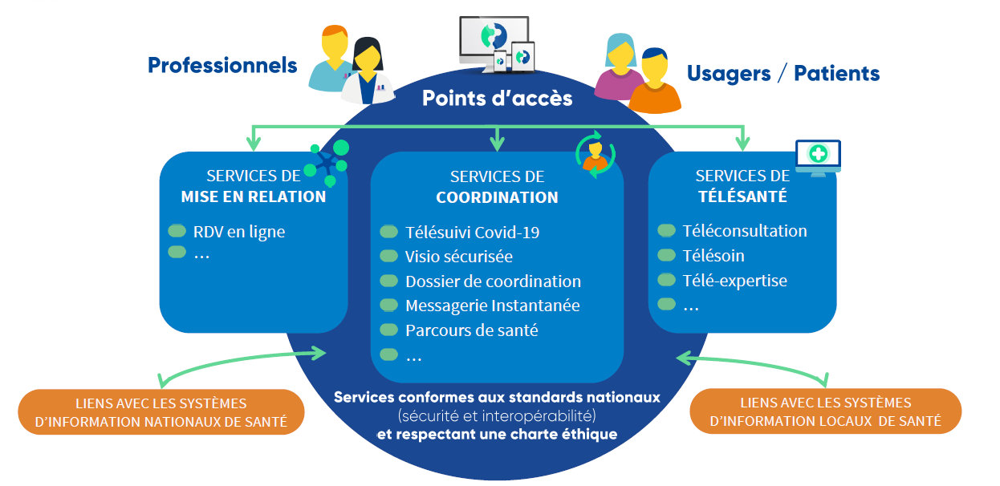 Professionnels
Usagers / Patients
Points d’accès
SERVICES DE
MISE EN RELATION
RDV en ligne
...
SERVICES DE
COORDINATION
Télésuivi Covid-19
Visio sécurisée
Dossier de coordination
Messagerie Instantanée
Parcours de santé
...
SERVICES DE
TÉLÉSANTÉ
Téléconsultation
Télésoin
Télé-expertise
...
LIENS AVEC LES SYSTÈMES
D’INFORMATION NATIONAUX DE SANTÉ
Services conformes aux standards nationaux
(sécurité et interopérabilité)
et respectant une charte éthique
LIENS AVEC LES SYSTÈMES
D’INFORMATION LOCAUX DE SANTÉ